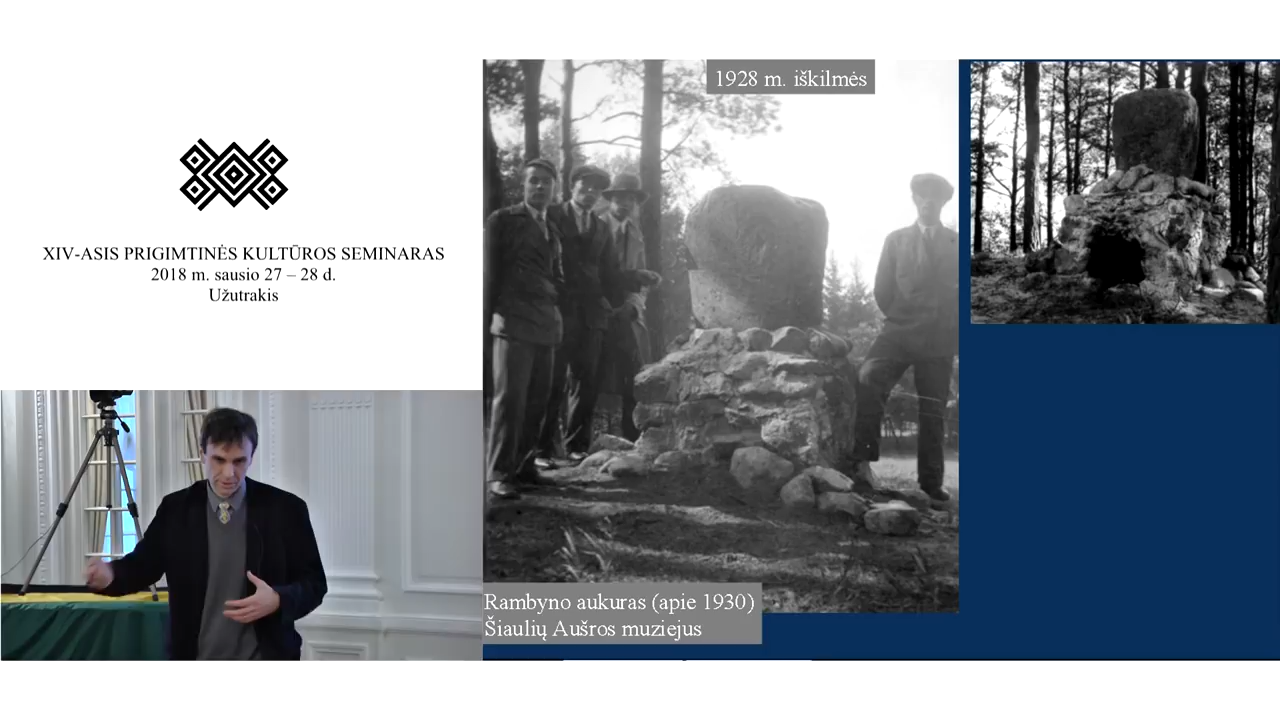 XIV-ASIS PRIGIMTINĖS KULTŪROS SEMINARAS
2018 m. sausio 27 – 28 d.
Užutrakis
1928 m. iškilmės
Rambyno aukuras (apie 1930)
Šiaulių Aušros muziejus